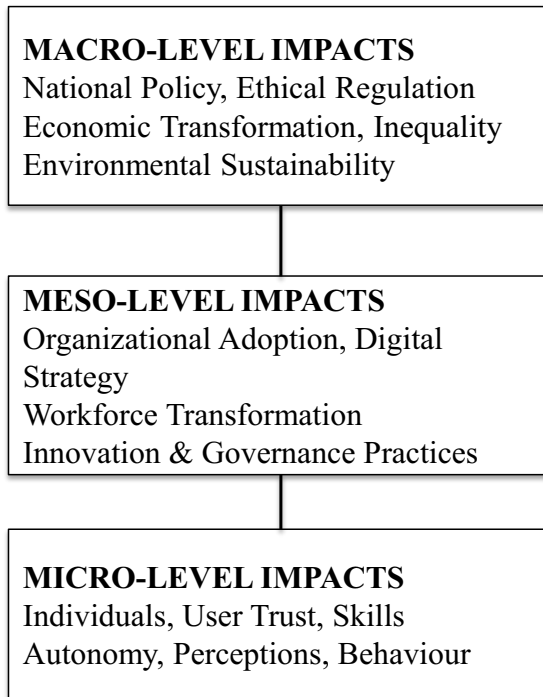 MACRO-LEVEL IMPACTS
National Policy, Ethical Regulation
Economic Transformation, Inequality
Environmental Sustainability
MESO-LEVEL IMPACTS
Organizational Adoption, Digital
Strategy
Workforce Transformation
Innovation & Governance Practices
MICRO-LEVEL IMPACTS
Individuals, User Trust, Skills
Autonomy, Perceptions, Behaviour